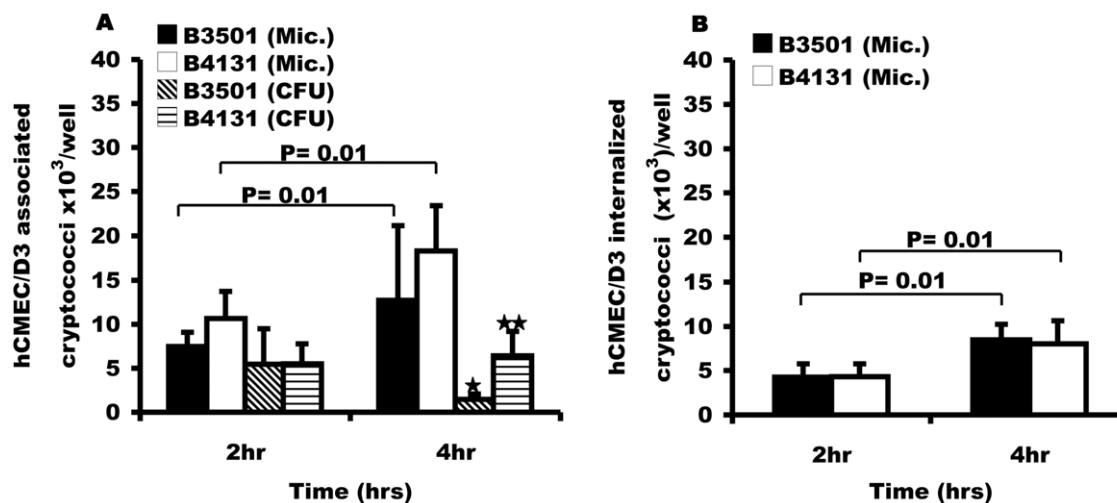 A
B3501 (Mic.)
B4131 (Mic.)
B3501 (CFU)
B4131 (CFU)
hCMEC/D3 associated
cryptococci x10³/well
40
35
30
25
20
15
10
5
0
P= 0.01
P= 0.01
2hr
4hr
Time (hrs)
B
B3501 (Mic.)
B4131 (Mic.)
hCMEC/D3 internalized
cryptococci (x10³)/well
40
35
30
25
20
15
10
5
0
P= 0.01
P= 0.01
2hr
4hr
Time (hrs)